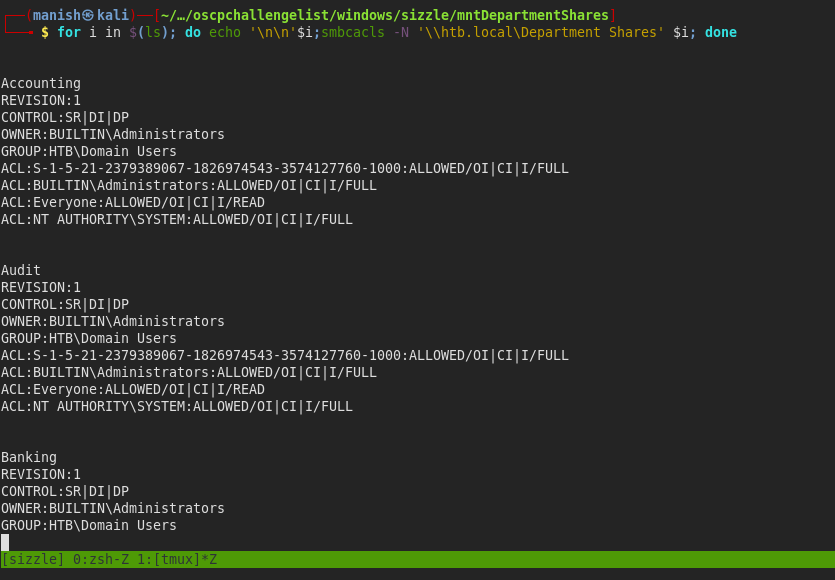 ┌──(manish㉿kali)-[~/…/oscpchallengelist/windows/sizzle/mntDepartmentShares]
└──╼ $ for i in $(ls); do echo '\n\n'$i;smbcacls -N '\\htb.local\Department Shares' $i; done
Accounting
REVISION:1
CONTROL:SR|DI|DP
OWNER:BUILTIN\Administrators
GROUP:HTB\Domain Users
ACL:S-1-5-21-2379389067-1826974543-3574127760-1000:ALLOWED/OI|CI|I/FULL
ACL:BUILTIN\Administrators:ALLOWED/OI|CI|I/FULL
ACL:Everyone:ALLOWED/OI|CI|I/READ
ACL:NT AUTHORITY\SYSTEM:ALLOWED/OI|CI|I/FULL
Audit
REVISION:1
CONTROL:SR|DI|DP
OWNER:BUILTIN\Administrators
GROUP:HTB\Domain Users
ACL:S-1-5-21-2379389067-1826974543-3574127760-1000:ALLOWED/OI|CI|I/FULL
ACL:BUILTIN\Administrators:ALLOWED/OI|CI|I/FULL
ACL:Everyone:ALLOWED/OI|CI|I/READ
ACL:NT AUTHORITY\SYSTEM:ALLOWED/OI|CI|I/FULL
Banking
REVISION:1
CONTROL:SR|DI|DP
OWNER:BUILTIN\Administrators
GROUP:HTB\Domain Users
[sizzle] 0:zsh-Z 1:[tmux]*Z